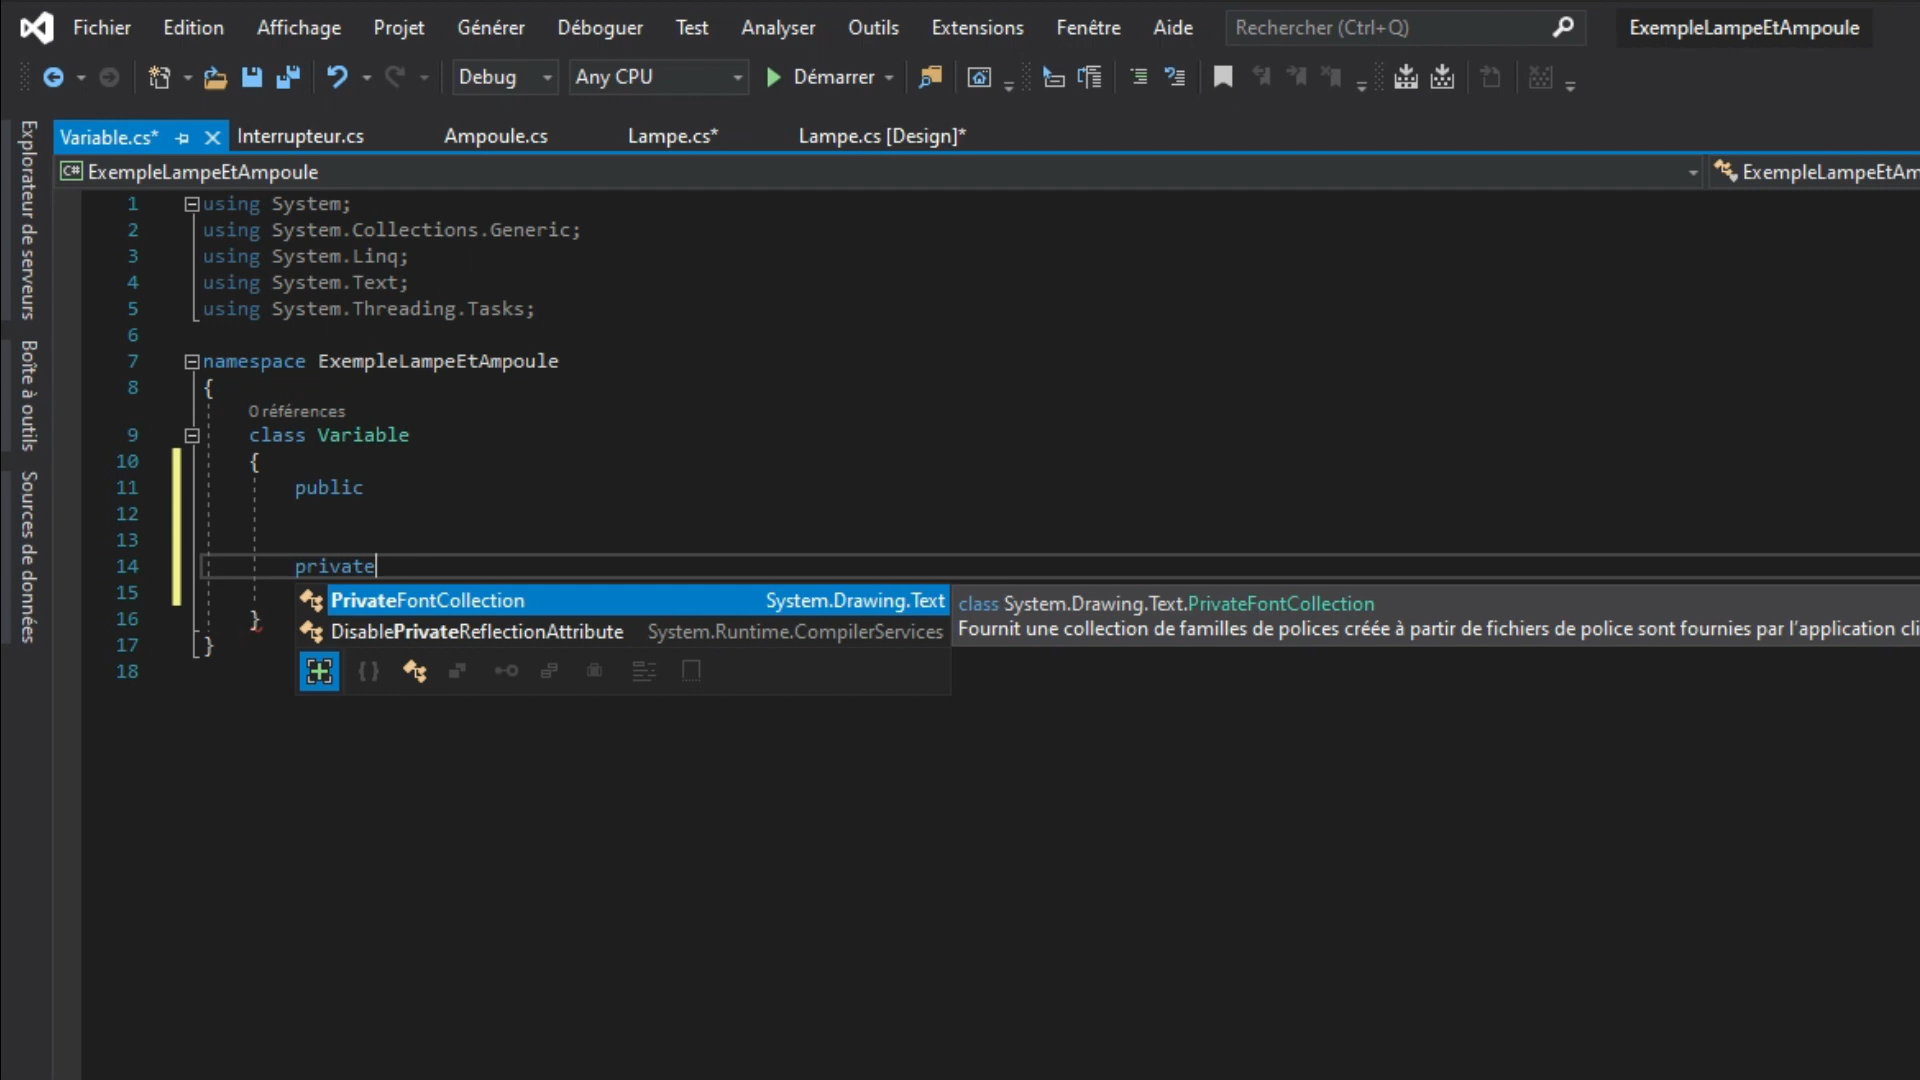 Fichier Edition Affichage Projet Générer Déboguer Test Analyser Outils Extensions Fenêtre Aide Rechercher (Ctrl+Q) ExempleLampeEtAmpoule
Debug Any CPU Démarrer
Variable.cs* Interrupteur.cs Ampoule.cs Lampe.cs* Lampe.cs [Design]*
C# ExempleLampeEtAmpoule ExempleLampeEtAm
Explorateur de serveurs
Boîte à outils
Sources de données
1 using System;
2 using System.Collections.Generic;
3 using System.Linq;
4 using System.Text;
5 using System.Threading.Tasks;
6
7 namespace ExempleLampeEtAmpoule
8 {
0 références
9 class Variable
10 {
11 public
12
13
14 private
15
16 }
17 }
18
PrivateFontCollection System.Drawing.Text
DisablePrivateReflectionAttribute System.Runtime.CompilerServices
class System.Drawing.Text.PrivateFontCollection
Fournit une collection de familles de polices créée à partir de fichiers de police sont fournies par l'application cli